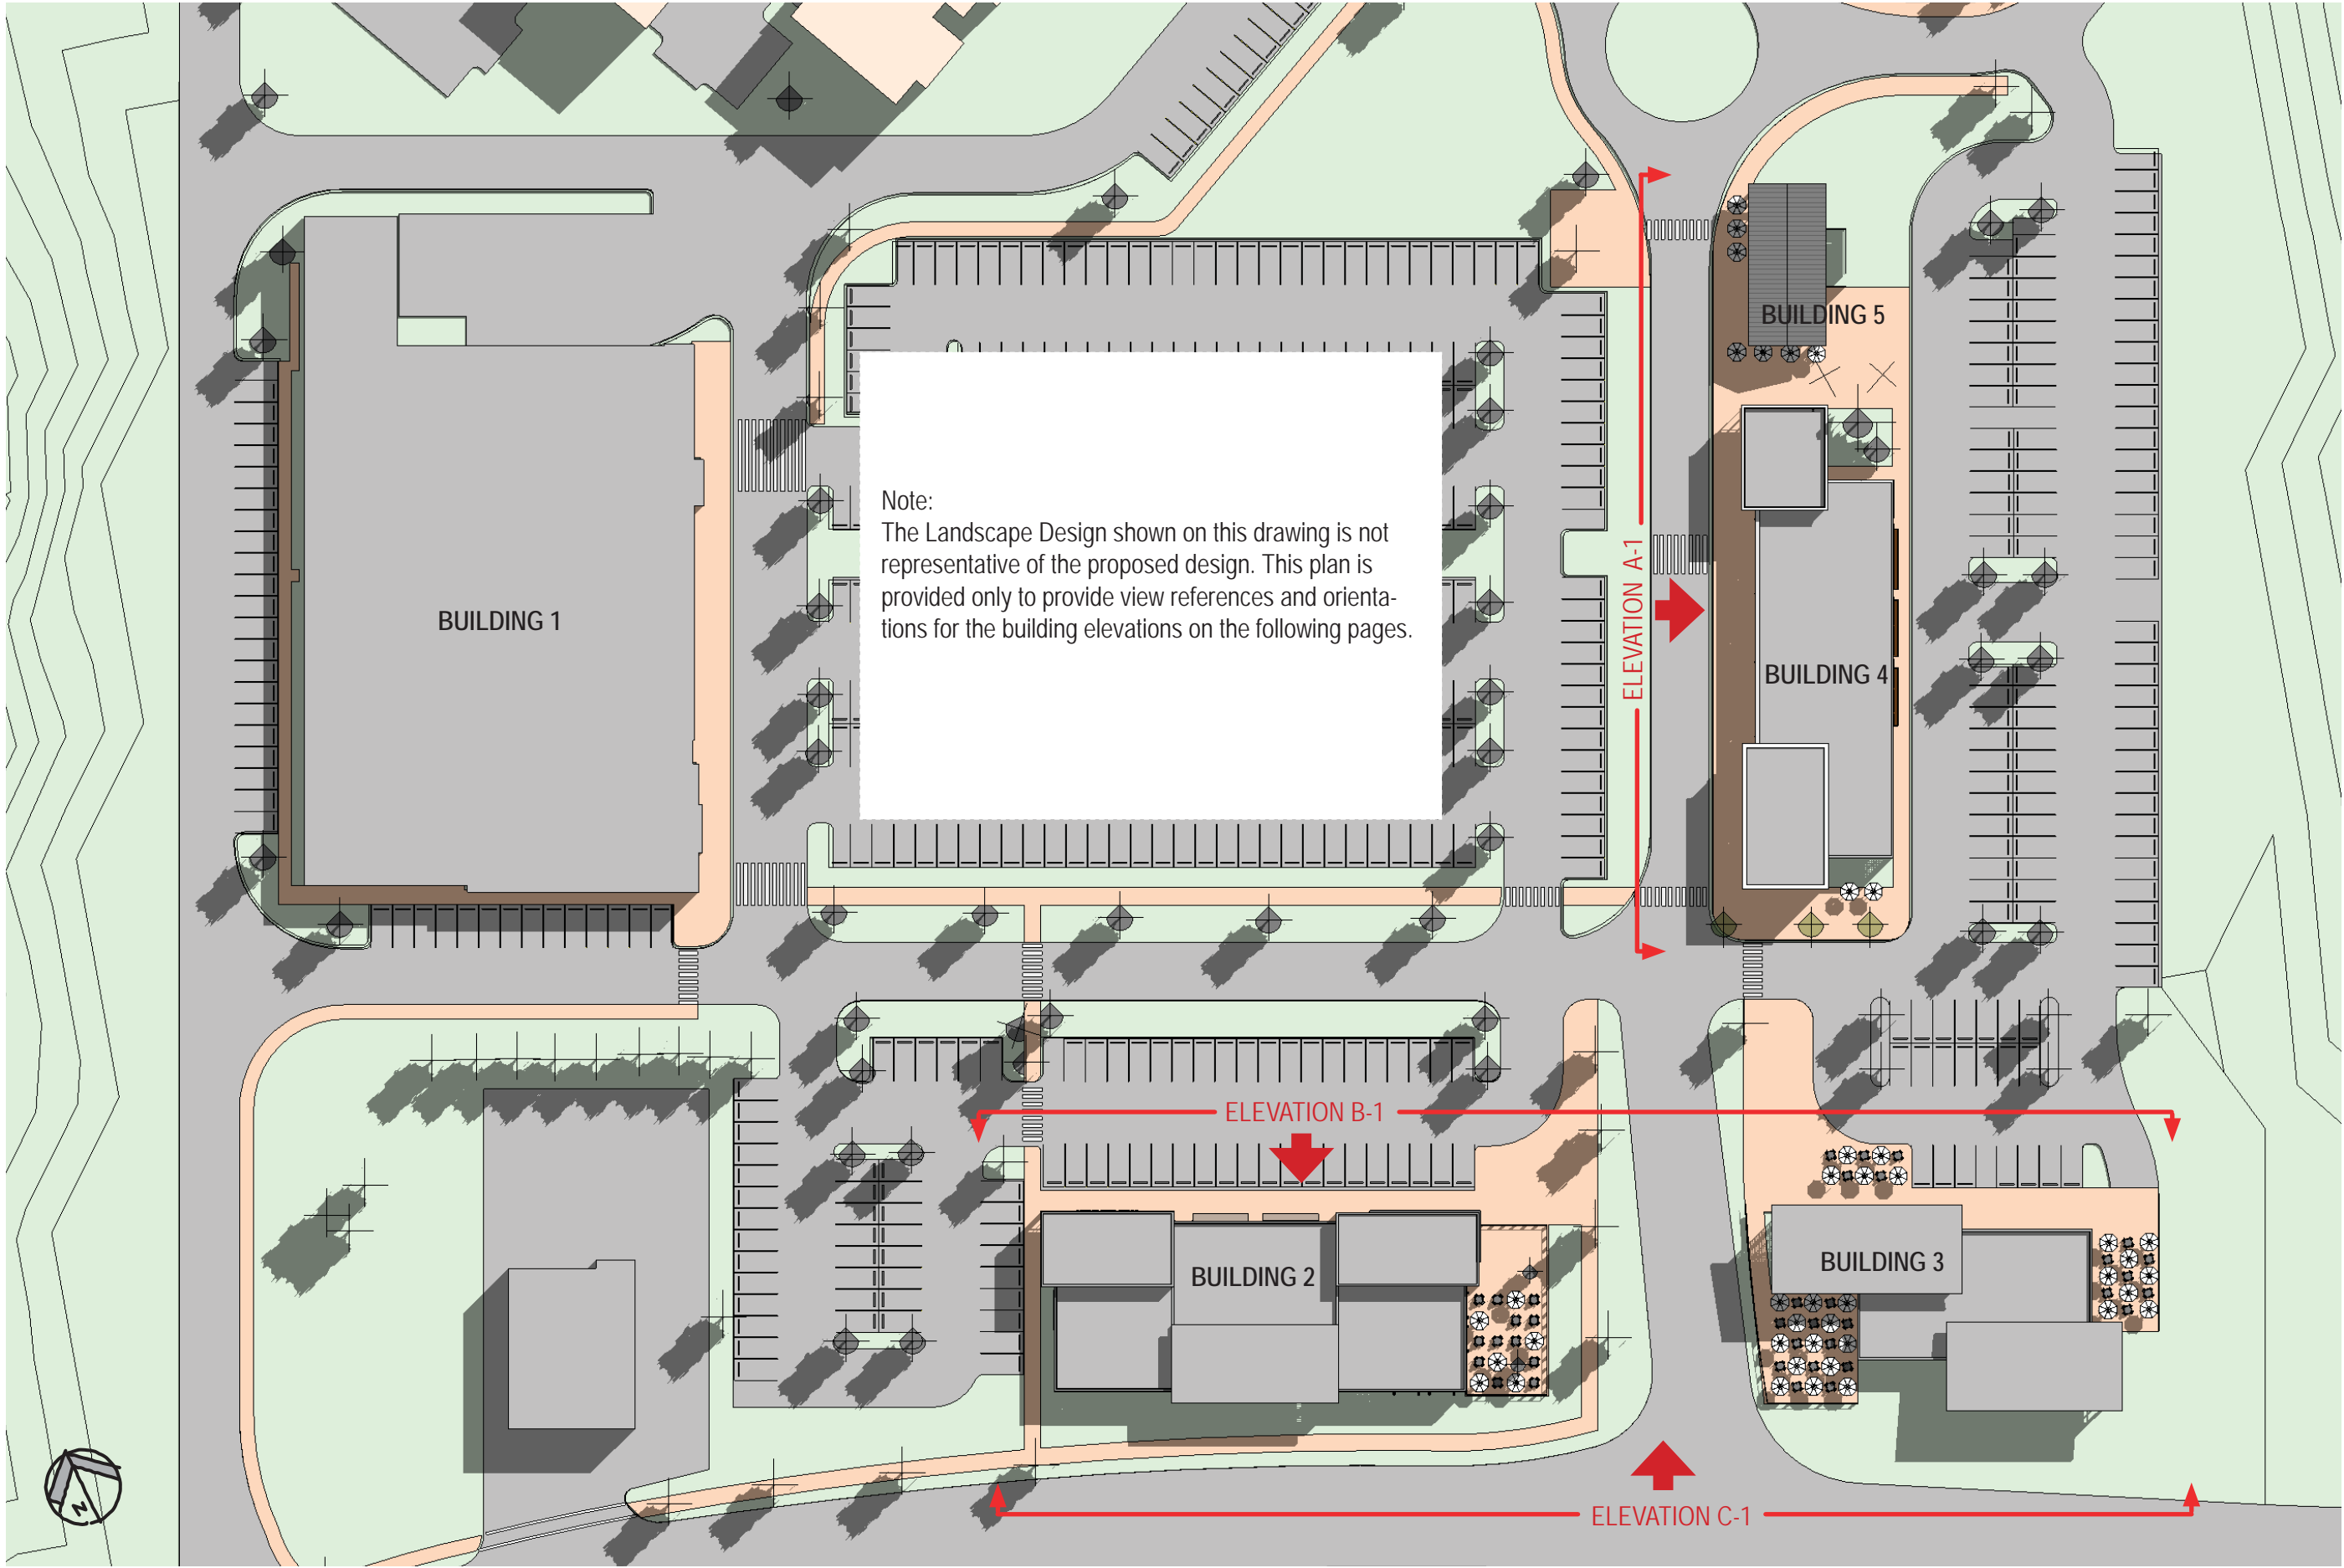 BUILDING 5
Note:
The Landscape Design shown on this drawing is not
representative of the proposed design. This plan is
provided only to provide view references and orienta-
tions for the building elevations on the following pages.
ELEVATION A-1
BUILDING 1
BUILDING 4
ELEVATION B-1
BUILDING 2
BUILDING 3
N
ELEVATION C-1